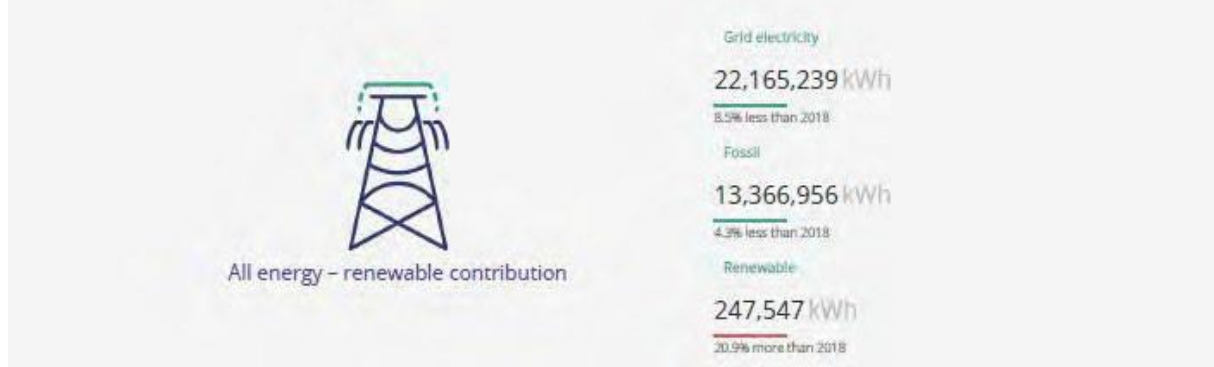 Grid electricity
22,165,239 kWh
8.5% less than 2018
Fossil
13,366,956 kWh
4.3% less than 2018
Renewable
All energy – renewable contribution
247,547 kWh
20.9% more than 2018